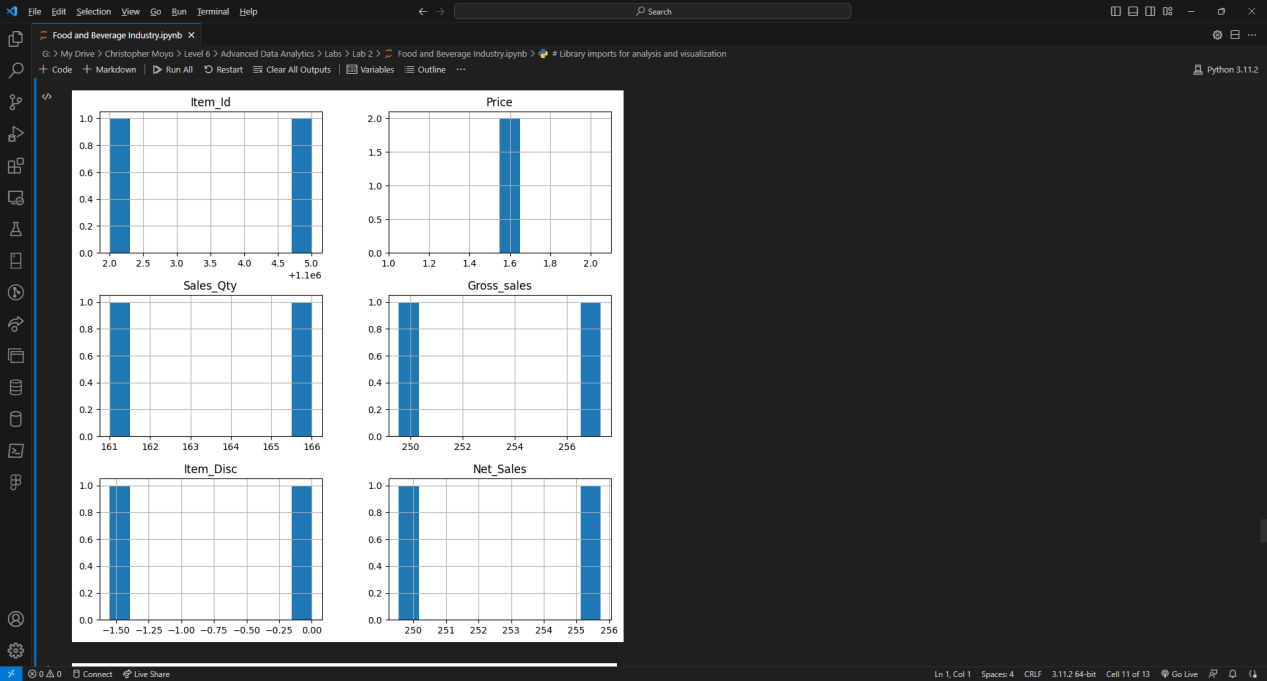 File Edit Selection View Go Run Terminal Help Search
Food and Beverage Industry.ipynb
G: > My Drive > Christopher Moyo > Level 6 > Advanced Data Analytics > Labs > Lab 2 > Food and Beverage Industry.ipynb > # Library imports for analysis and visualization
+ Code + Markdown Run All Restart Clear All Outputs Variables Outline ... Python 3.11.2
Item_Id
1.0
0.8
0.6
0.4
0.2
0.0
2.0 2.5 3.0 3.5 4.0 4.5 5.0
+1.1e6
Price
2.0
1.5
1.0
0.5
0.0
1.0 1.2 1.4 1.6 1.8 2.0
Sales_Qty
1.0
0.8
0.6
0.4
0.2
0.0
161 162 163 164 165 166
Gross_sales
1.0
0.8
0.6
0.4
0.2
0.0
250 252 254 256
Item_Disc
1.0
0.8
0.6
0.4
0.2
0.0
−1.50 −1.25 −1.00 −0.75 −0.50 −0.25 0.00
Net_Sales
1.0
0.8
0.6
0.4
0.2
0.0
250 251 252 253 254 255 256
0 0 Connect Live Share Ln 1, Col 1 Spaces: 4 CRLF 3.11.2 64-bit Cell 11 of 13 Go Live